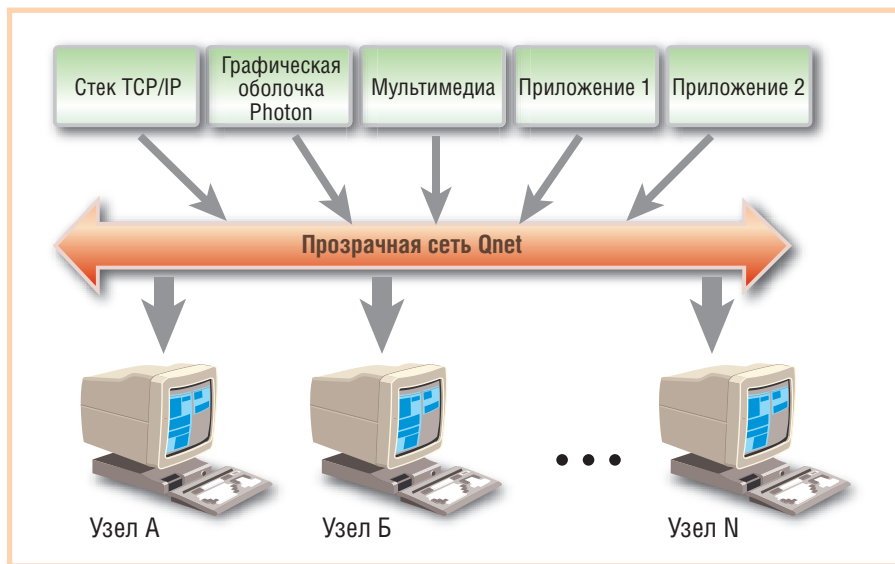 Стек TCP/IP
Графическая
оболочка
Photon
Мультимедиа
Приложение 1
Приложение 2
Прозрачная сеть Qnet
Узел А
Узел Б
Узел N